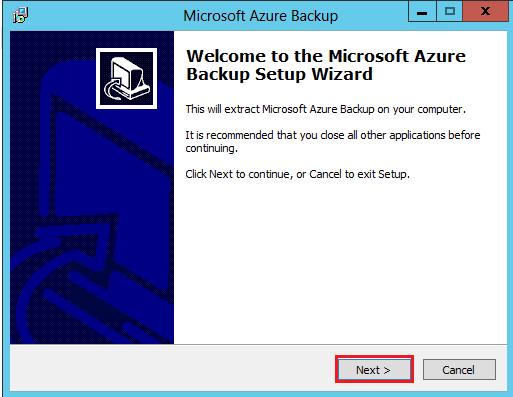 Microsoft Azure Backup
Welcome to the Microsoft Azure
Backup Setup Wizard
This will extract Microsoft Azure Backup on your computer.
It is recommended that you close all other applications before
continuing.
Click Next to continue, or Cancel to exit Setup.
Next > Cancel